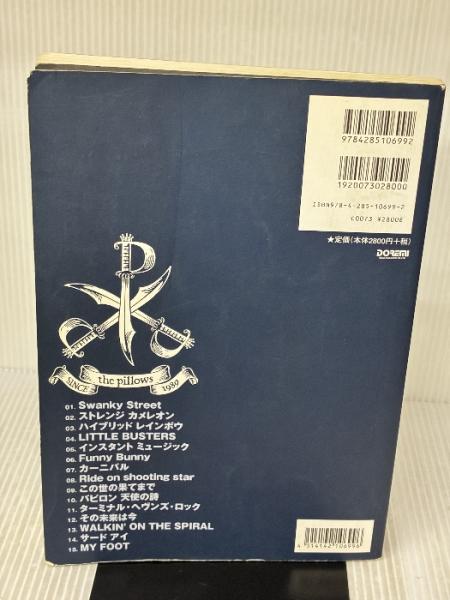 9784285106992
1920073028000
ISBN978-4-285-10699-2
C0073 ¥2800E
★定価(本体2800円+税)
DOREMI
P
SINCE the pillows 1989
01. Swanky Street
02. ストレンジ カメレオン
03. ハイブリッド レインボウ
04. LITTLE BUSTERS
05. インスタント ミュージック
06. Funny Bunny
07. カーニバル
08. Ride on shooting star
09. この世の果てまで
10. バビロン 天使の詩
11. ターミナル・ヘヴンズ・ロック
12. その未来は今
13. WALKIN' ON THE SPIRAL
14. サード アイ
15. MY FOOT
4514142106996